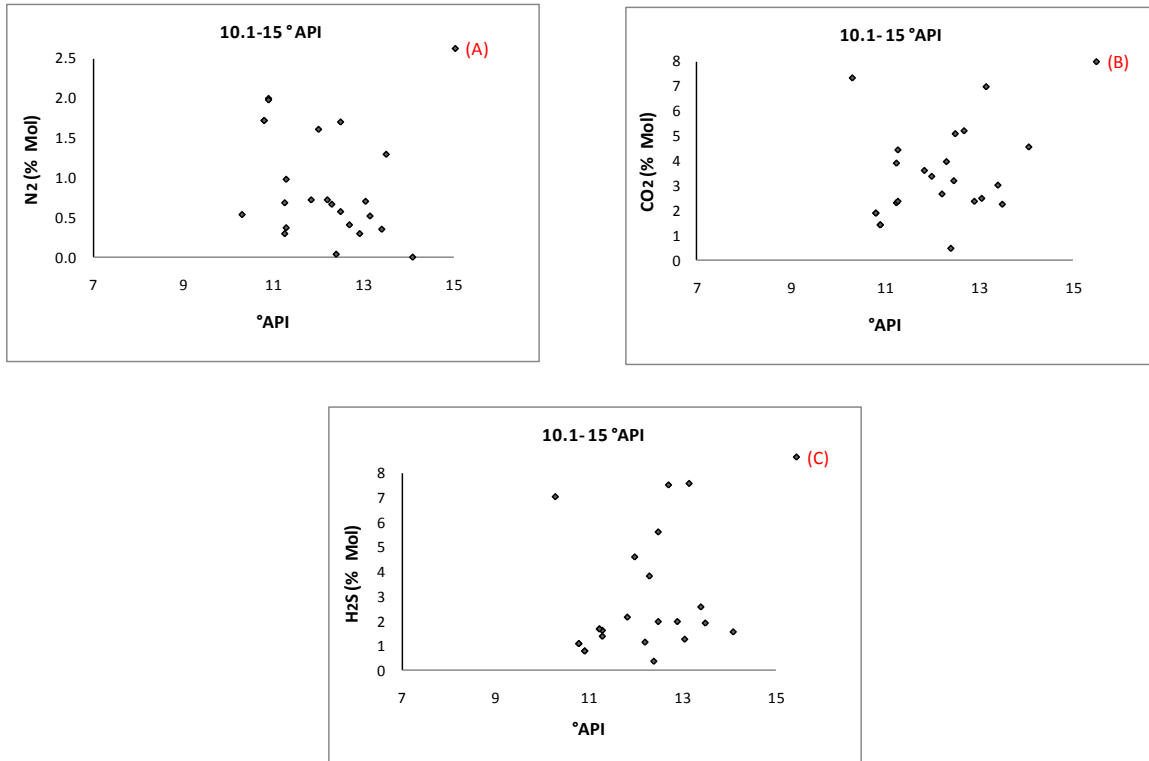 10.1-15 °API
(A)
2.5
2.0
1.5
1.0
0.5
0.0
N2 (% Mol)
7 9 11 13 15
°API
10.1- 15 °API
(B)
8
7
6
5
4
3
2
1
0
CO2 (% Mol)
7 9 11 13 15
°API
10.1- 15 °API
(C)
8
7
6
5
4
3
2
1
0
H2S (% Mol)
7 9 11 13 15
°API